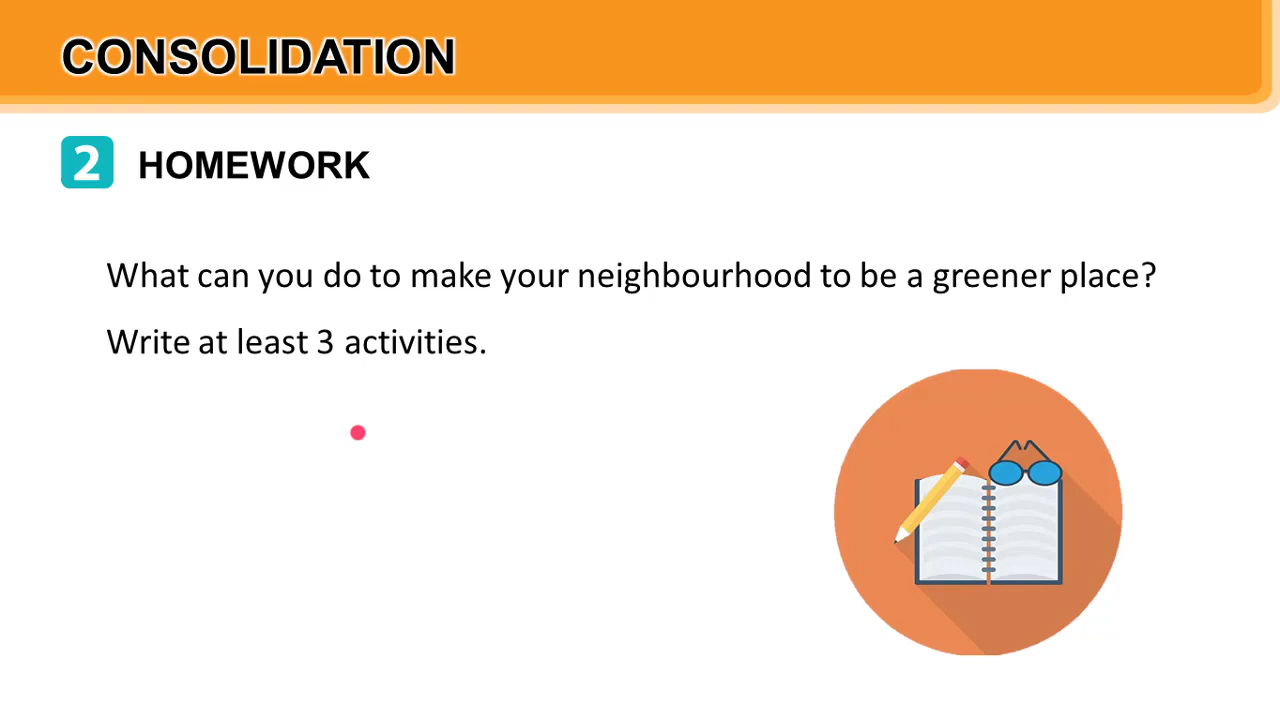 CONSOLIDATION
2 HOMEWORK
What can you do to make your neighbourhood to be a greener place?
Write at least 3 activities.